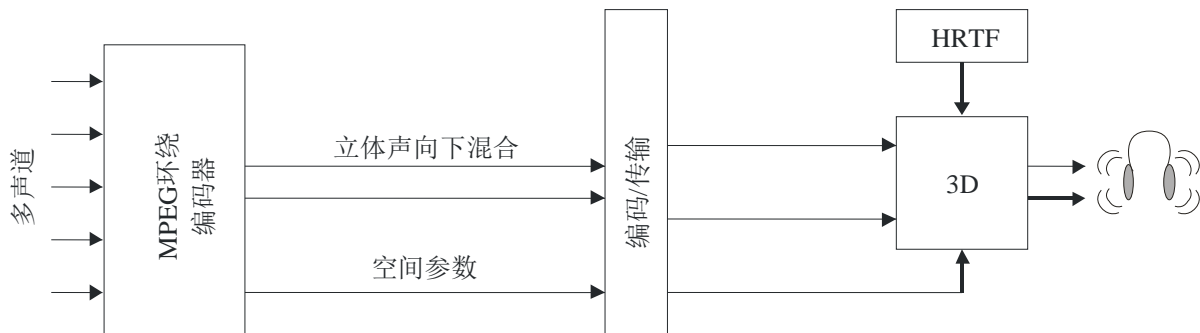 多声道
MPEG环绕
编码器
立体声向下混合
空间参数
编码/传输
HRTF
3D